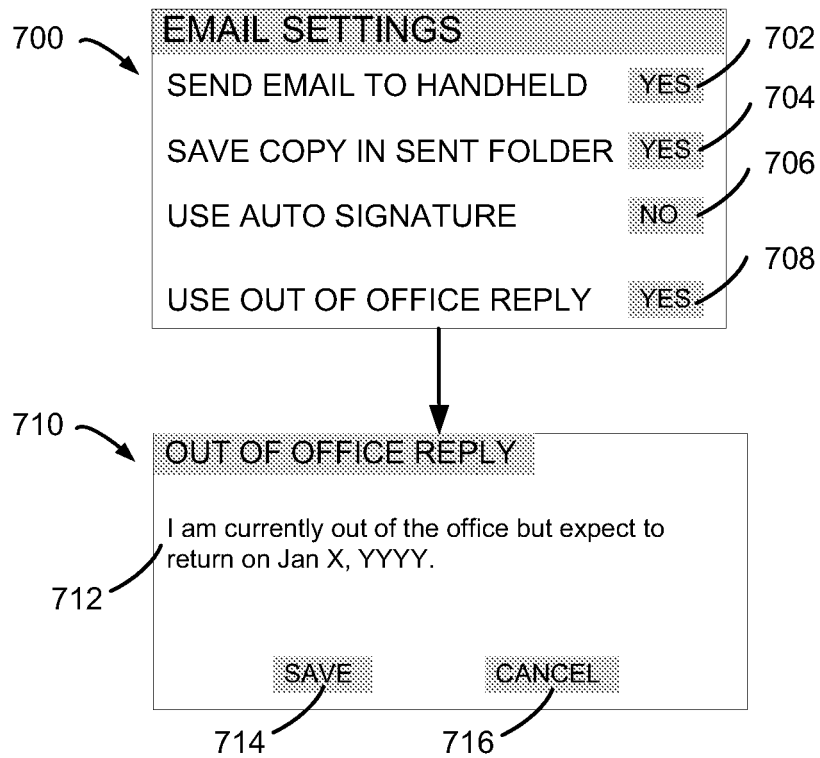 700
EMAIL SETTINGS
702
SEND EMAIL TO HANDHELD YES
704
SAVE COPY IN SENT FOLDER YES
706
USE AUTO SIGNATURE NO
708
USE OUT OF OFFICE REPLY YES
710
OUT OF OFFICE REPLY
I am currently out of the office but expect to
return on Jan X, YYYY.
712
SAVE CANCEL
714 716